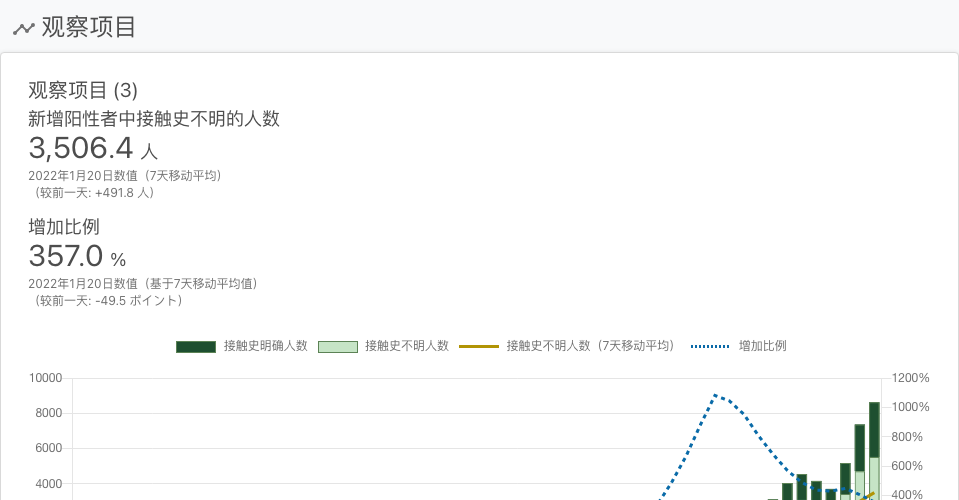 观察项目
观察项目 (3)
新增阳性者中接触史不明的人数
3,506.4 人
2022年1月20日数值（7天移动平均）
（较前一天: +491.8 人）
增加比例
357.0 %
2022年1月20日数值（基于7天移动平均值）
（较前一天: -49.5 ポイント）
接触史明确人数 接触史不明人数 接触史不明人数（7天移动平均） 增加比例
10000 1200%
8000 1000%
800%
6000 600%
4000 400%